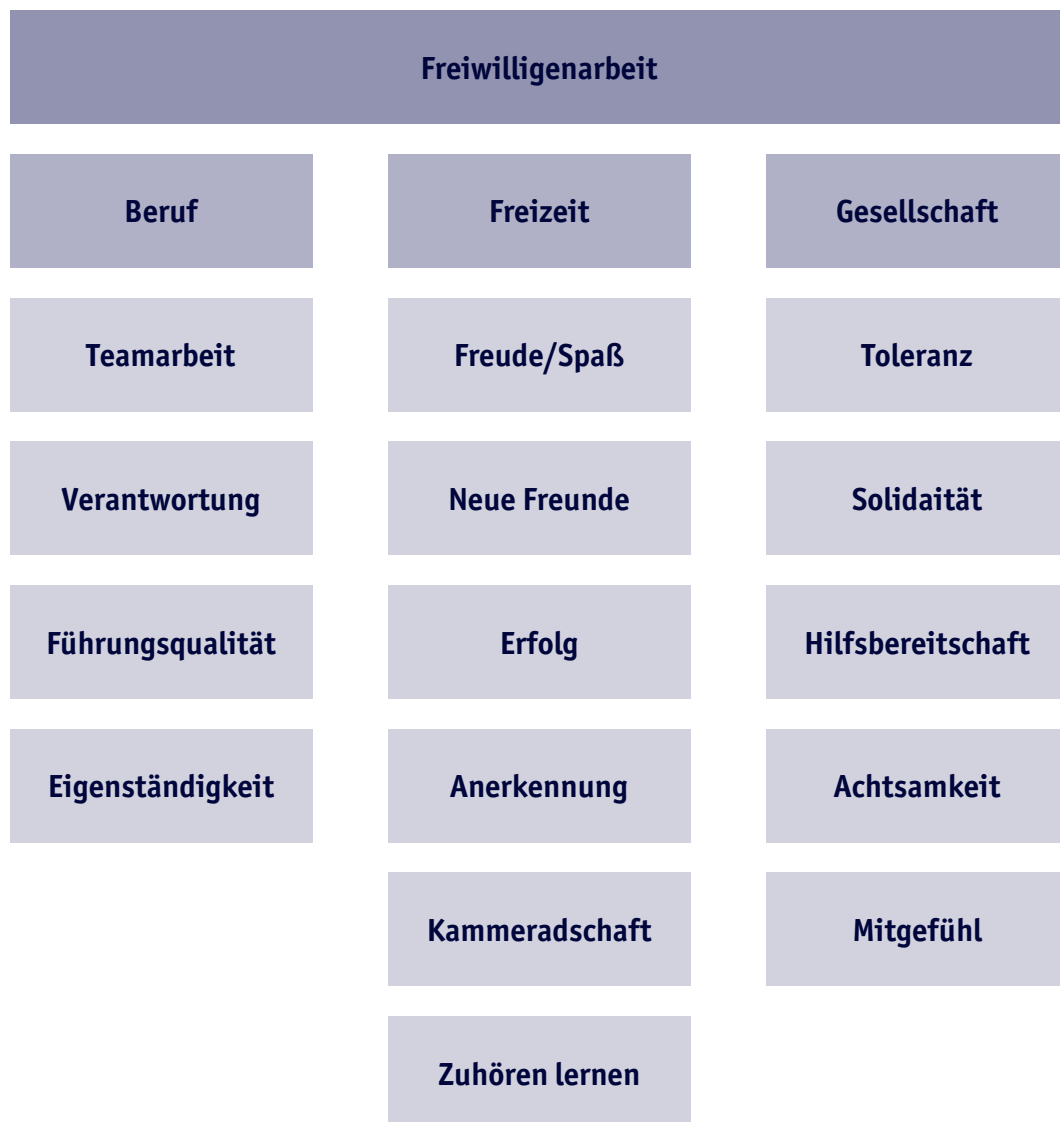 Freiwilligenarbeit
Beruf
Freizeit
Gesellschaft
Teamarbeit
Freude/Spaß
Toleranz
Verantwortung
Neue Freunde
Solidaität
Führungsqualität
Erfolg
Hilfsbereitschaft
Eigenständigkeit
Anerkennung
Achtsamkeit
Kammeradschaft
Mitgefühl
Zuhören lernen